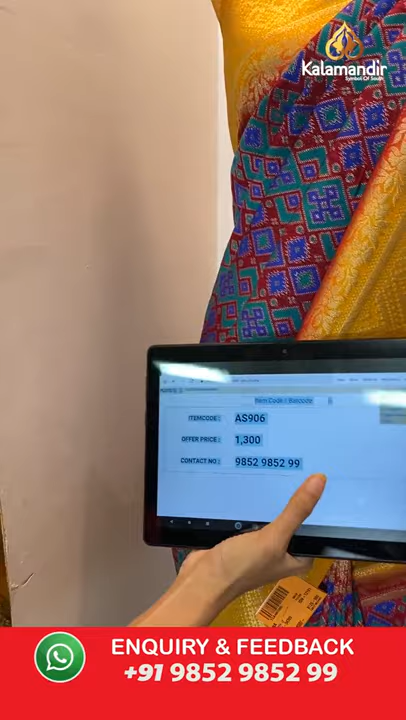 Kalamandir
Symbol Of South
Item Code / Barcode
ITEMCODE : AS906
OFFER PRICE : 1,300
CONTACT NO : 9852 9852 99
ENQUIRY & FEEDBACK
+91 9852 9852 99